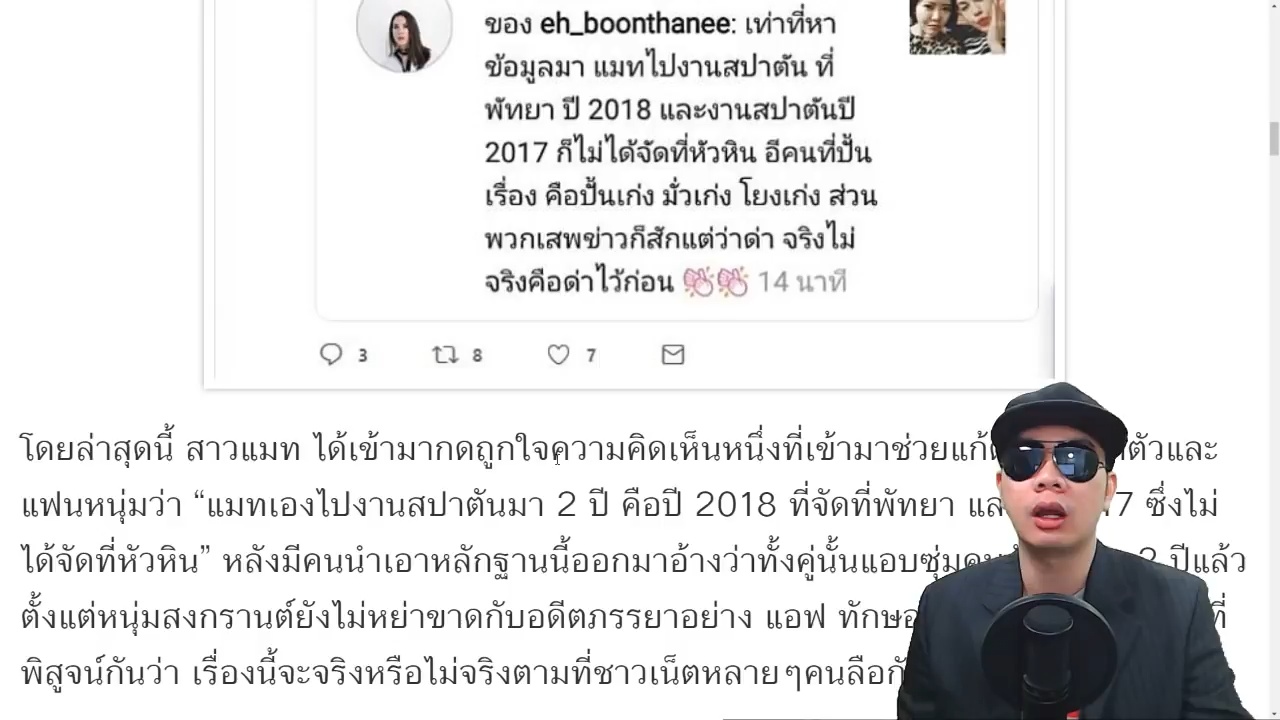 ของ eh_boonthanee: เท่าที่หา
ข้อมูลมา แมทไปงานสปาตัน ที่
พัทยา ปี 2018 และงานสปาตันปี
2017 ก็ไม่ได้จัดที่หัวหิน อีคนที่ปั้น
เรื่อง คือปั้นเก่ง มั่วเก่ง โยงเก่ง ส่วน
พวกเสพข่าวก็สักแต่ว่าด่า จริงไม่
จริงคือด่าไว้ก่อน 👏👏 14 นาที
3 8 7
โดยล่าสุดนี้ สาวแมท ได้เข้ามากดถูกใจความคิดเห็นหนึ่งที่เข้ามาช่วยแก้ ตัวและ
แฟนหนุ่มว่า “แมทเองไปงานสปาตันมา 2 ปี คือปี 2018 ที่จัดที่พัทยา 7 ซึ่งไม่
ได้จัดที่หัวหิน” หลังมีคนนำเอาหลักฐานนี้ออกมาอ้างว่าทั้งคู่นั้นแอบซุ่ม 2 ปีแล้ว
ตั้งแต่หนุ่มสงกรานต์ยังไม่หย่าขาดกับอดีตภรรยาอย่าง แอฟ ที่
พิสูจน์กันว่า เรื่องนี้จะจริงหรือไม่จริงตามที่ชาวเน็ตหลายๆคนลือ